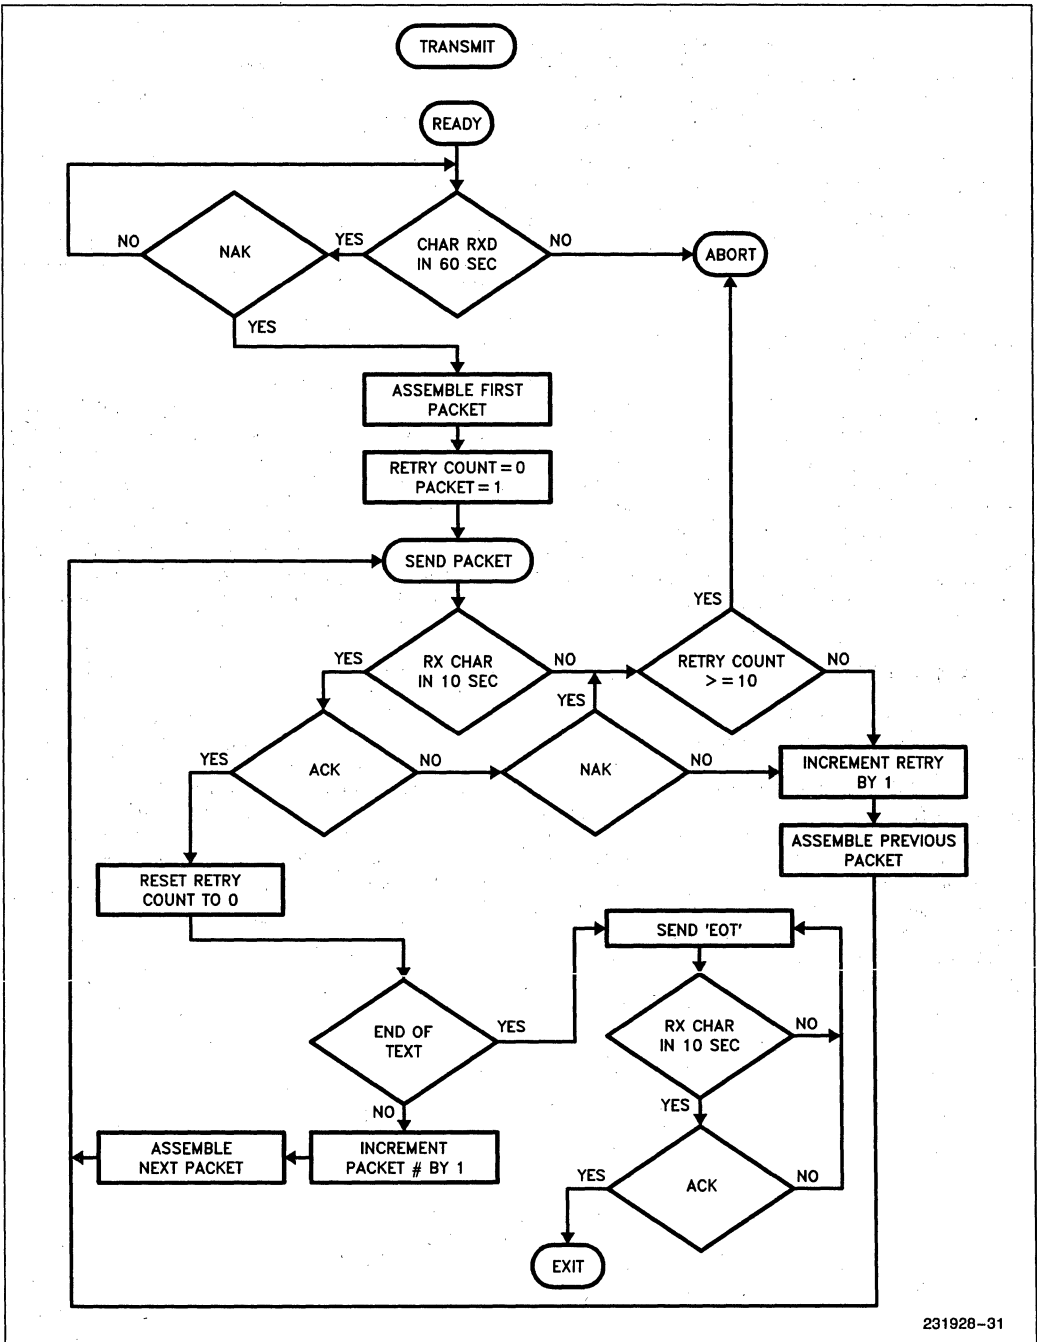 TRANSMIT
READY
NO
NAK
YES
CHAR RXD
IN 60 SEC
NO
ABORT
YES
ASSEMBLE FIRST
PACKET
RETRY COUNT = 0
PACKET = 1
SEND PACKET
YES
YES
RX CHAR
IN 10 SEC
NO
RETRY COUNT
> = 10
NO
YES
YES
ACK
NO
NAK
NO
INCREMENT RETRY
BY 1
ASSEMBLE PREVIOUS
PACKET
RESET RETRY
COUNT TO 0
SEND 'EOT'
END OF
TEXT
YES
RX CHAR
IN 10 SEC
NO
NO
YES
ASSEMBLE
NEXT PACKET
INCREMENT
PACKET # BY 1
YES
ACK
NO
EXIT
231928-31